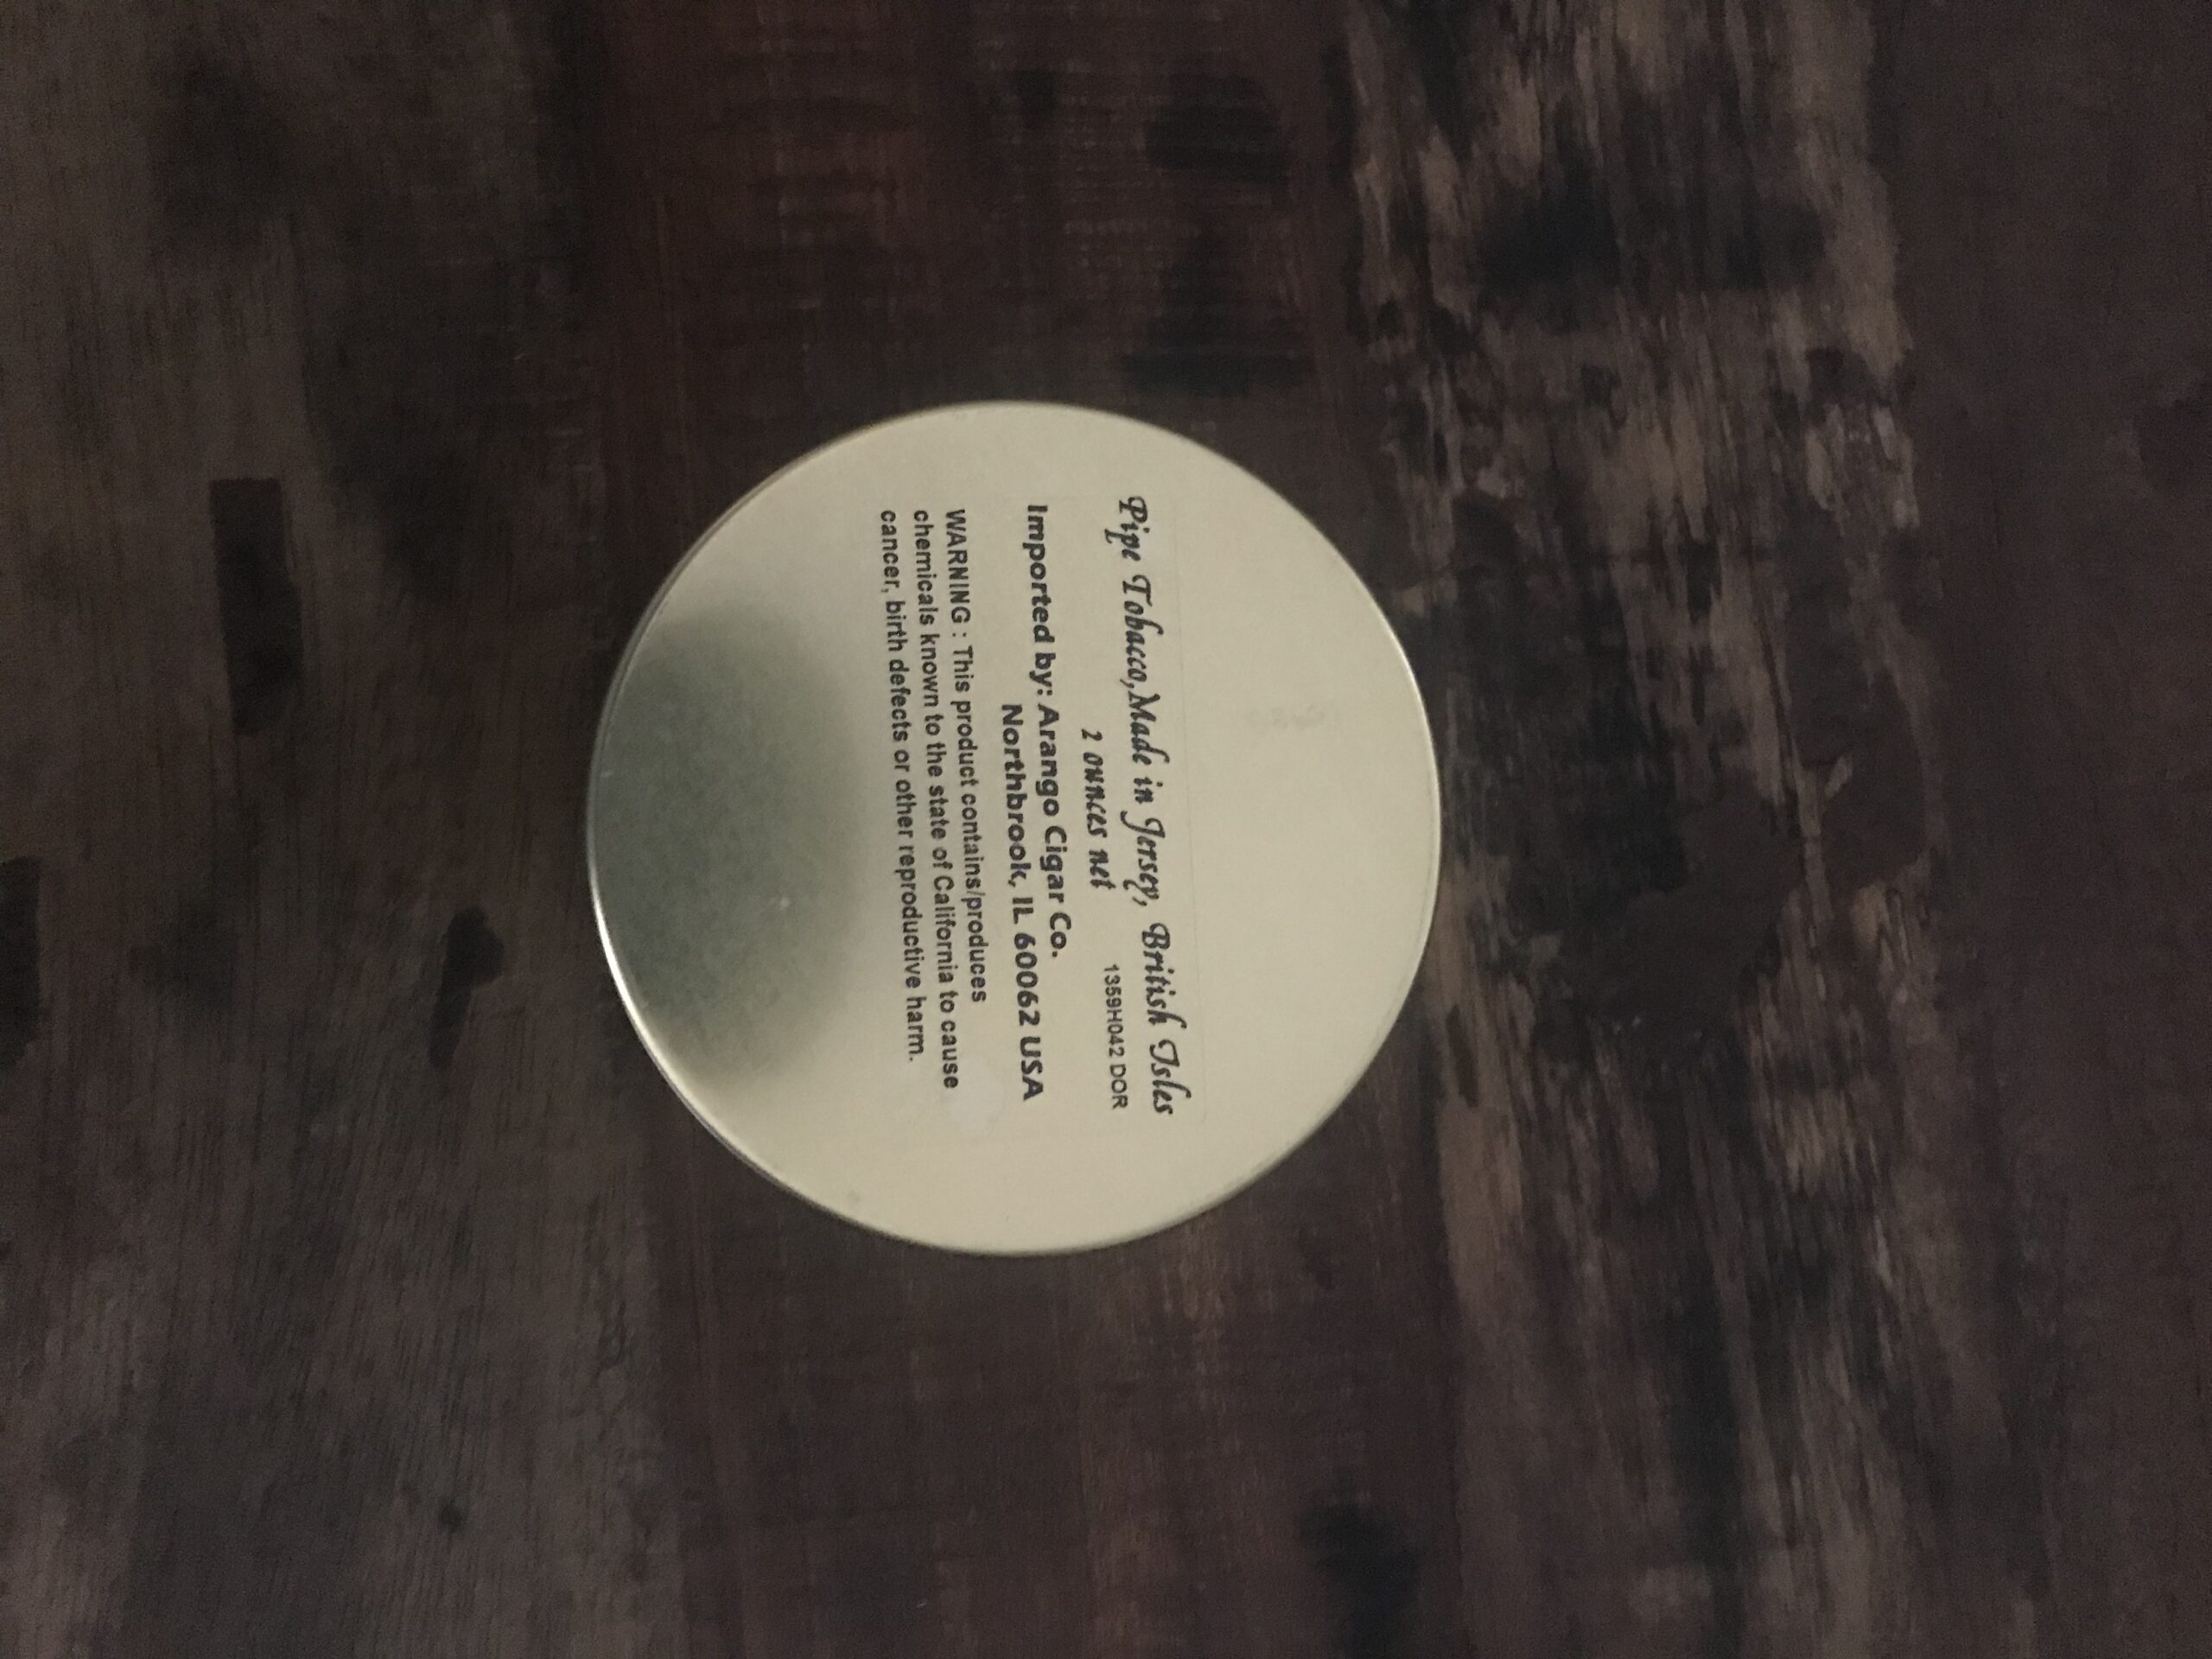 Pipe Tobacco,Made in Jersey, British Isles
2 ounces net 1359H042 DOR
Imported by: Arango Cigar Co.
Northbrook, IL 60062 USA
WARNING : This product contains/produces
chemicals known to the state of California to cause
cancer, birth defects or other reproductive harm.